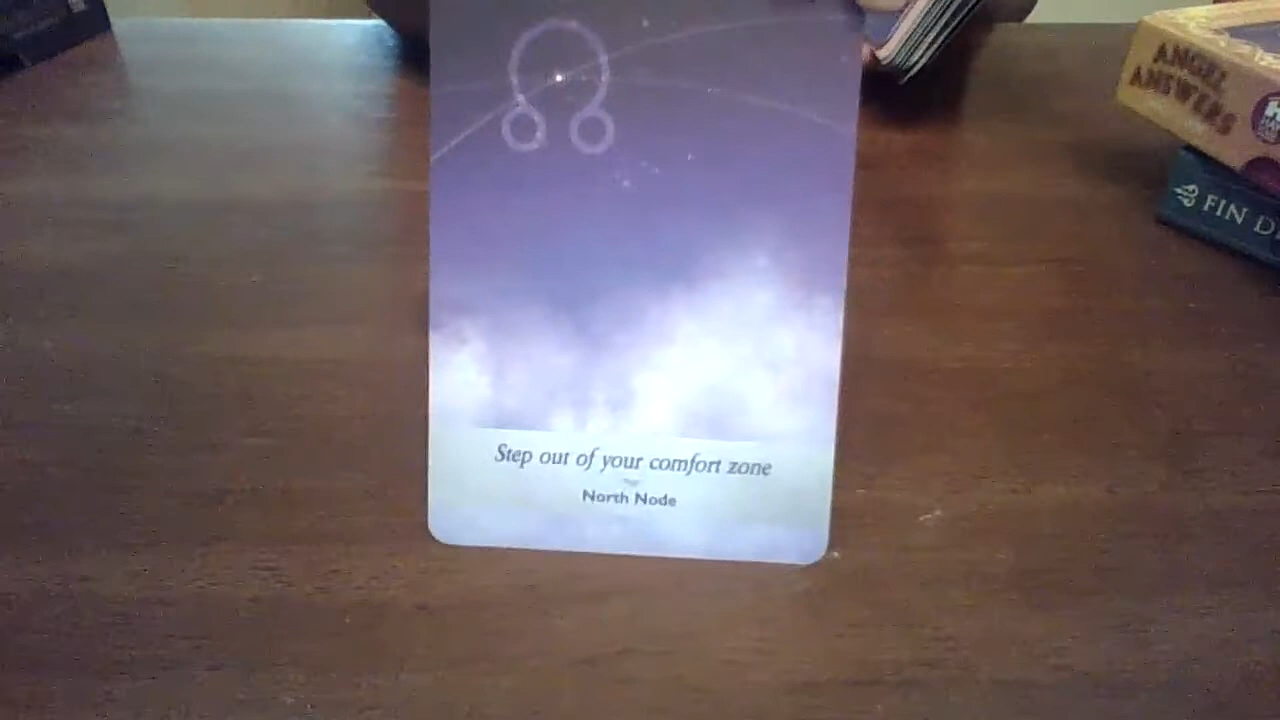 Step out of your comfort zone
North Node
ANGEL
ANSWERS
FIN D